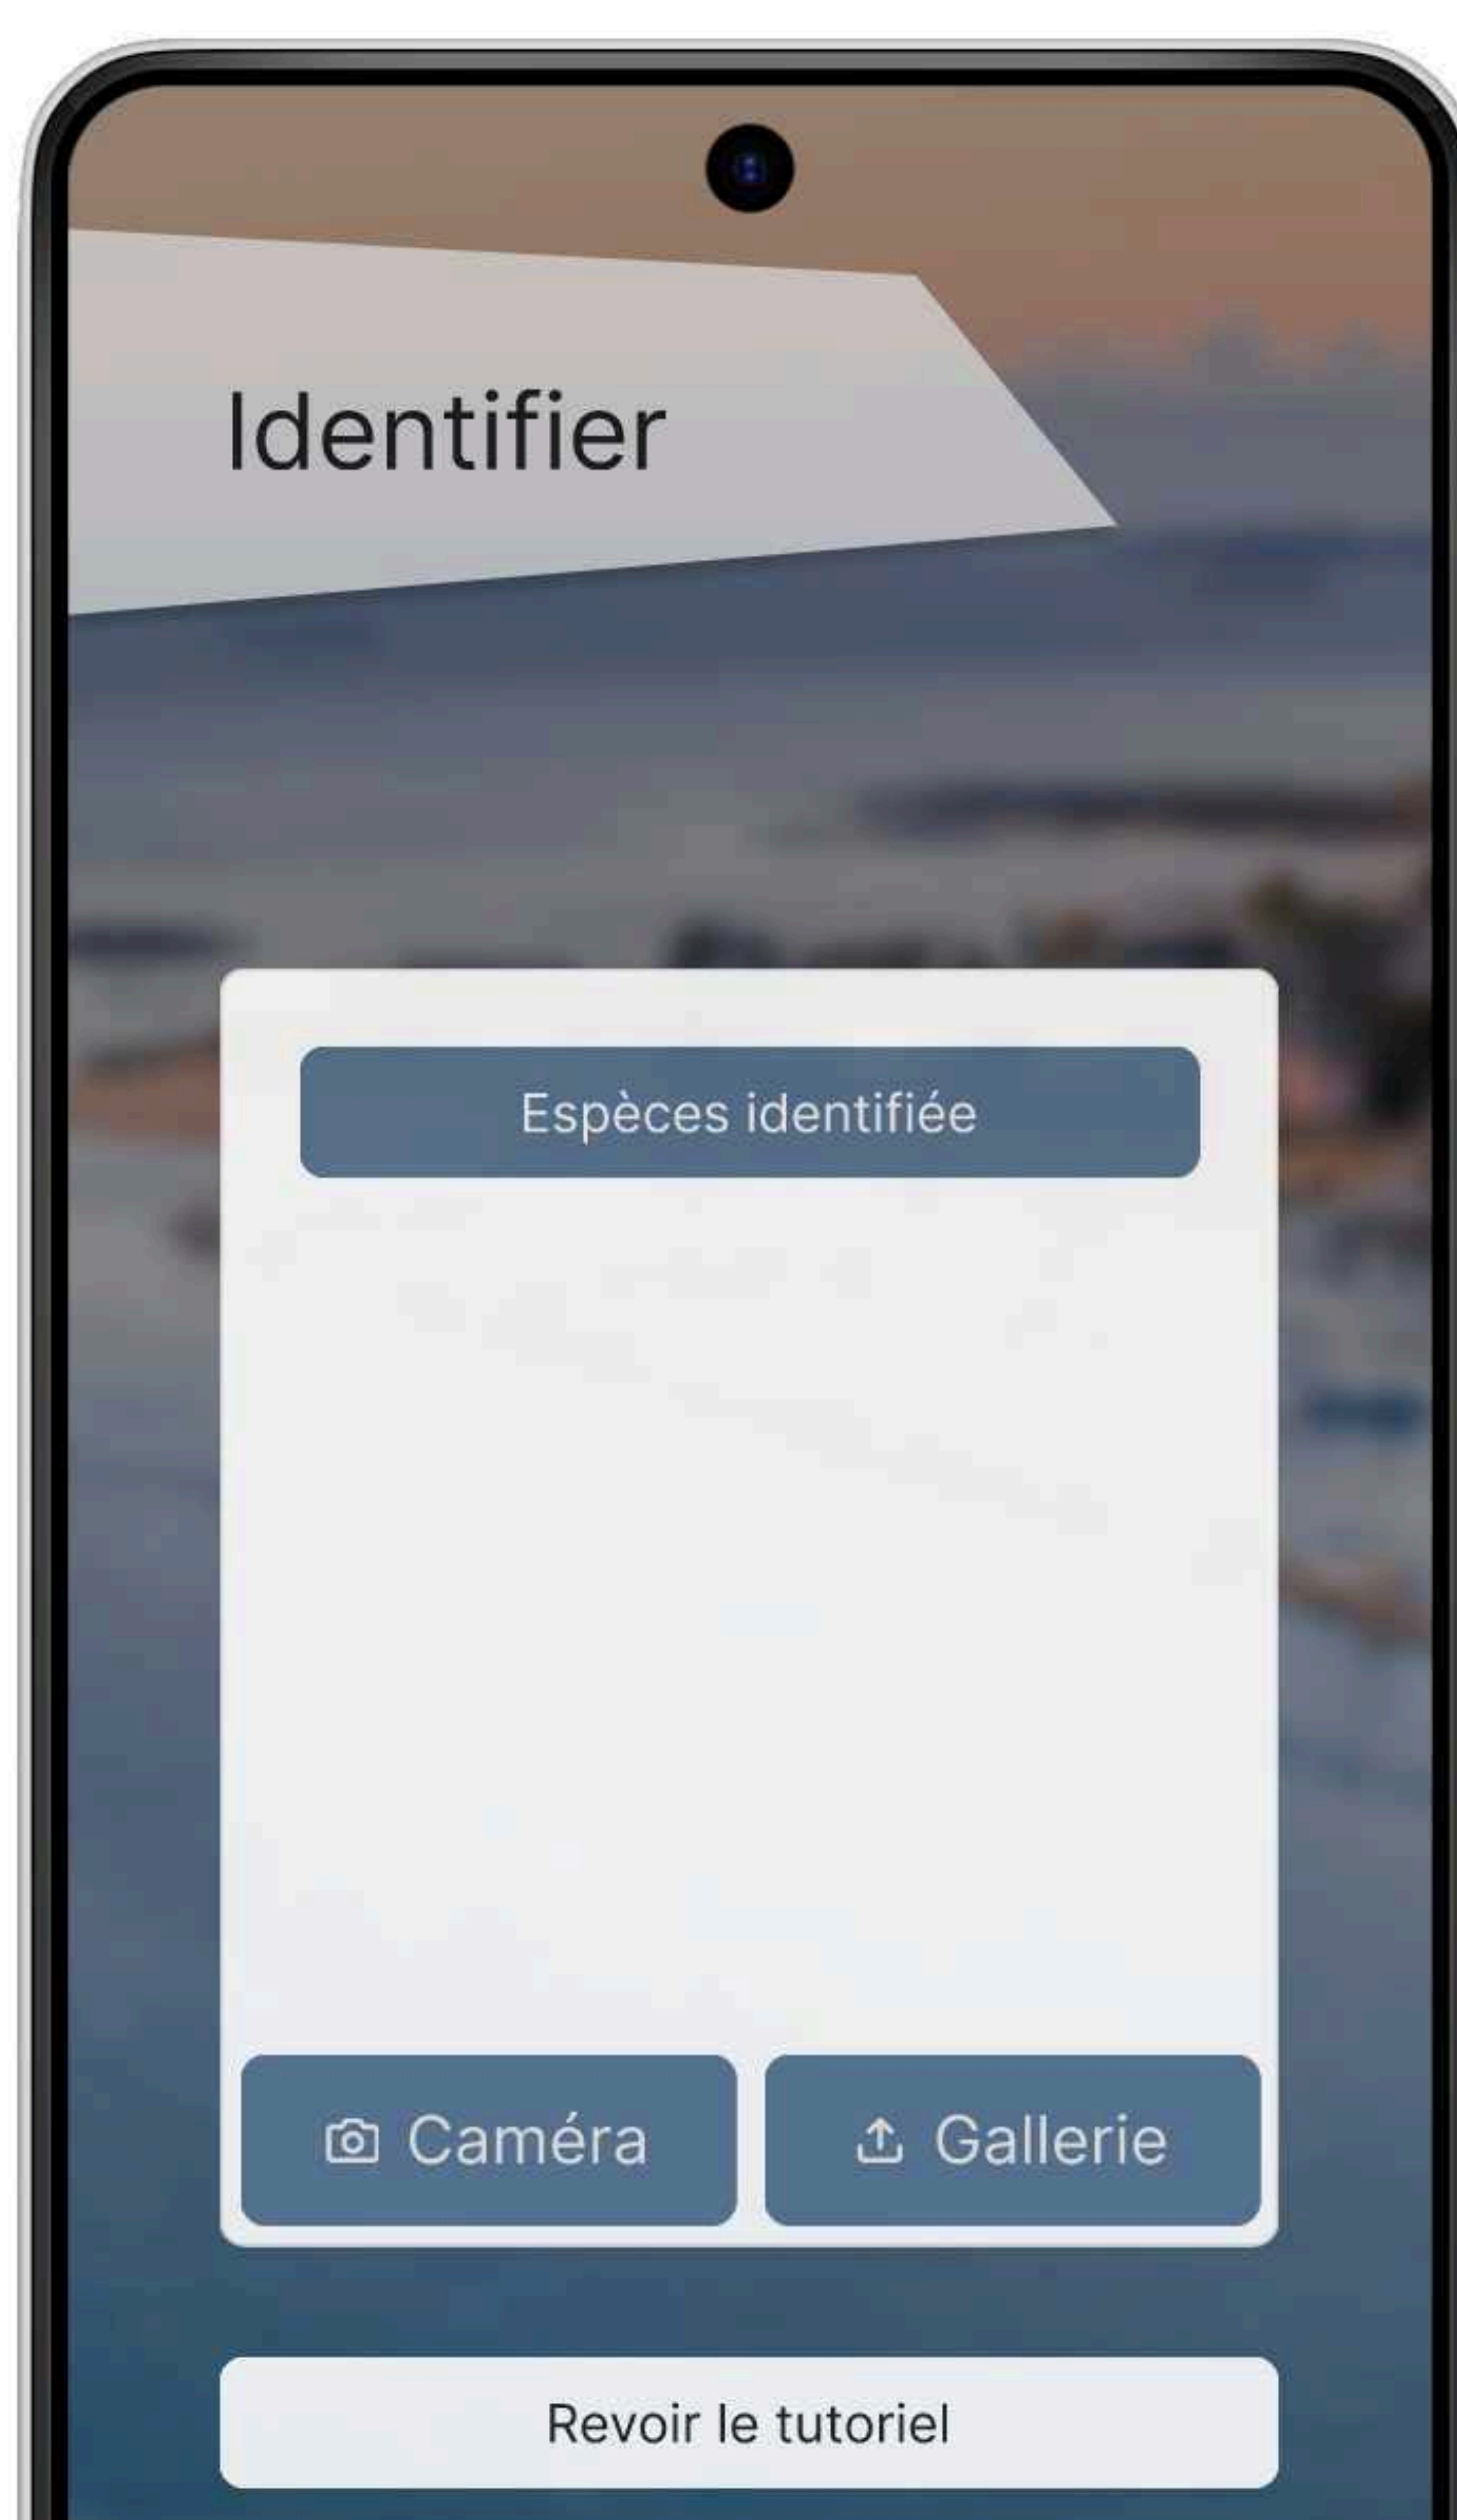 Identifier
Espèces identifiée
Caméra
Gallerie
Revoir le tutoriel